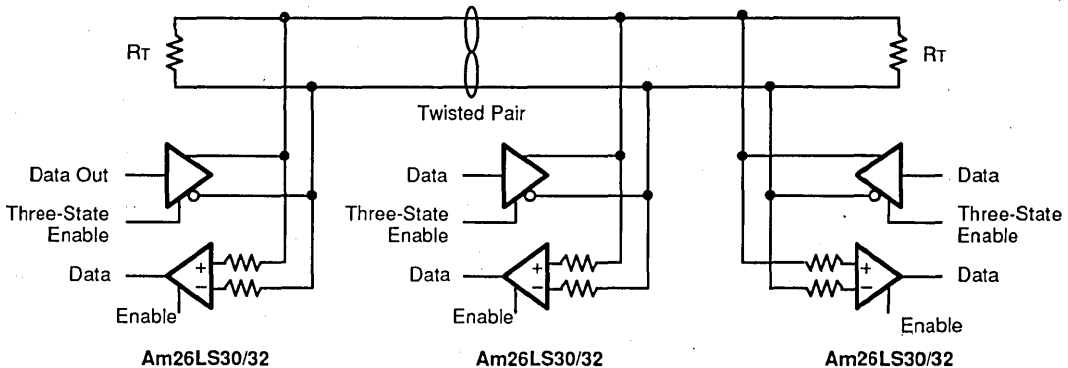 RT
RT
Twisted Pair
Data Out
Data
Data
Three-State
Enable
Three-State
Enable
Three-State
Enable
+
−
+
−
+
−
Data
Data
Data
Enable
Enable
Enable
Am26LS30/32
Am26LS30/32
Am26LS30/32